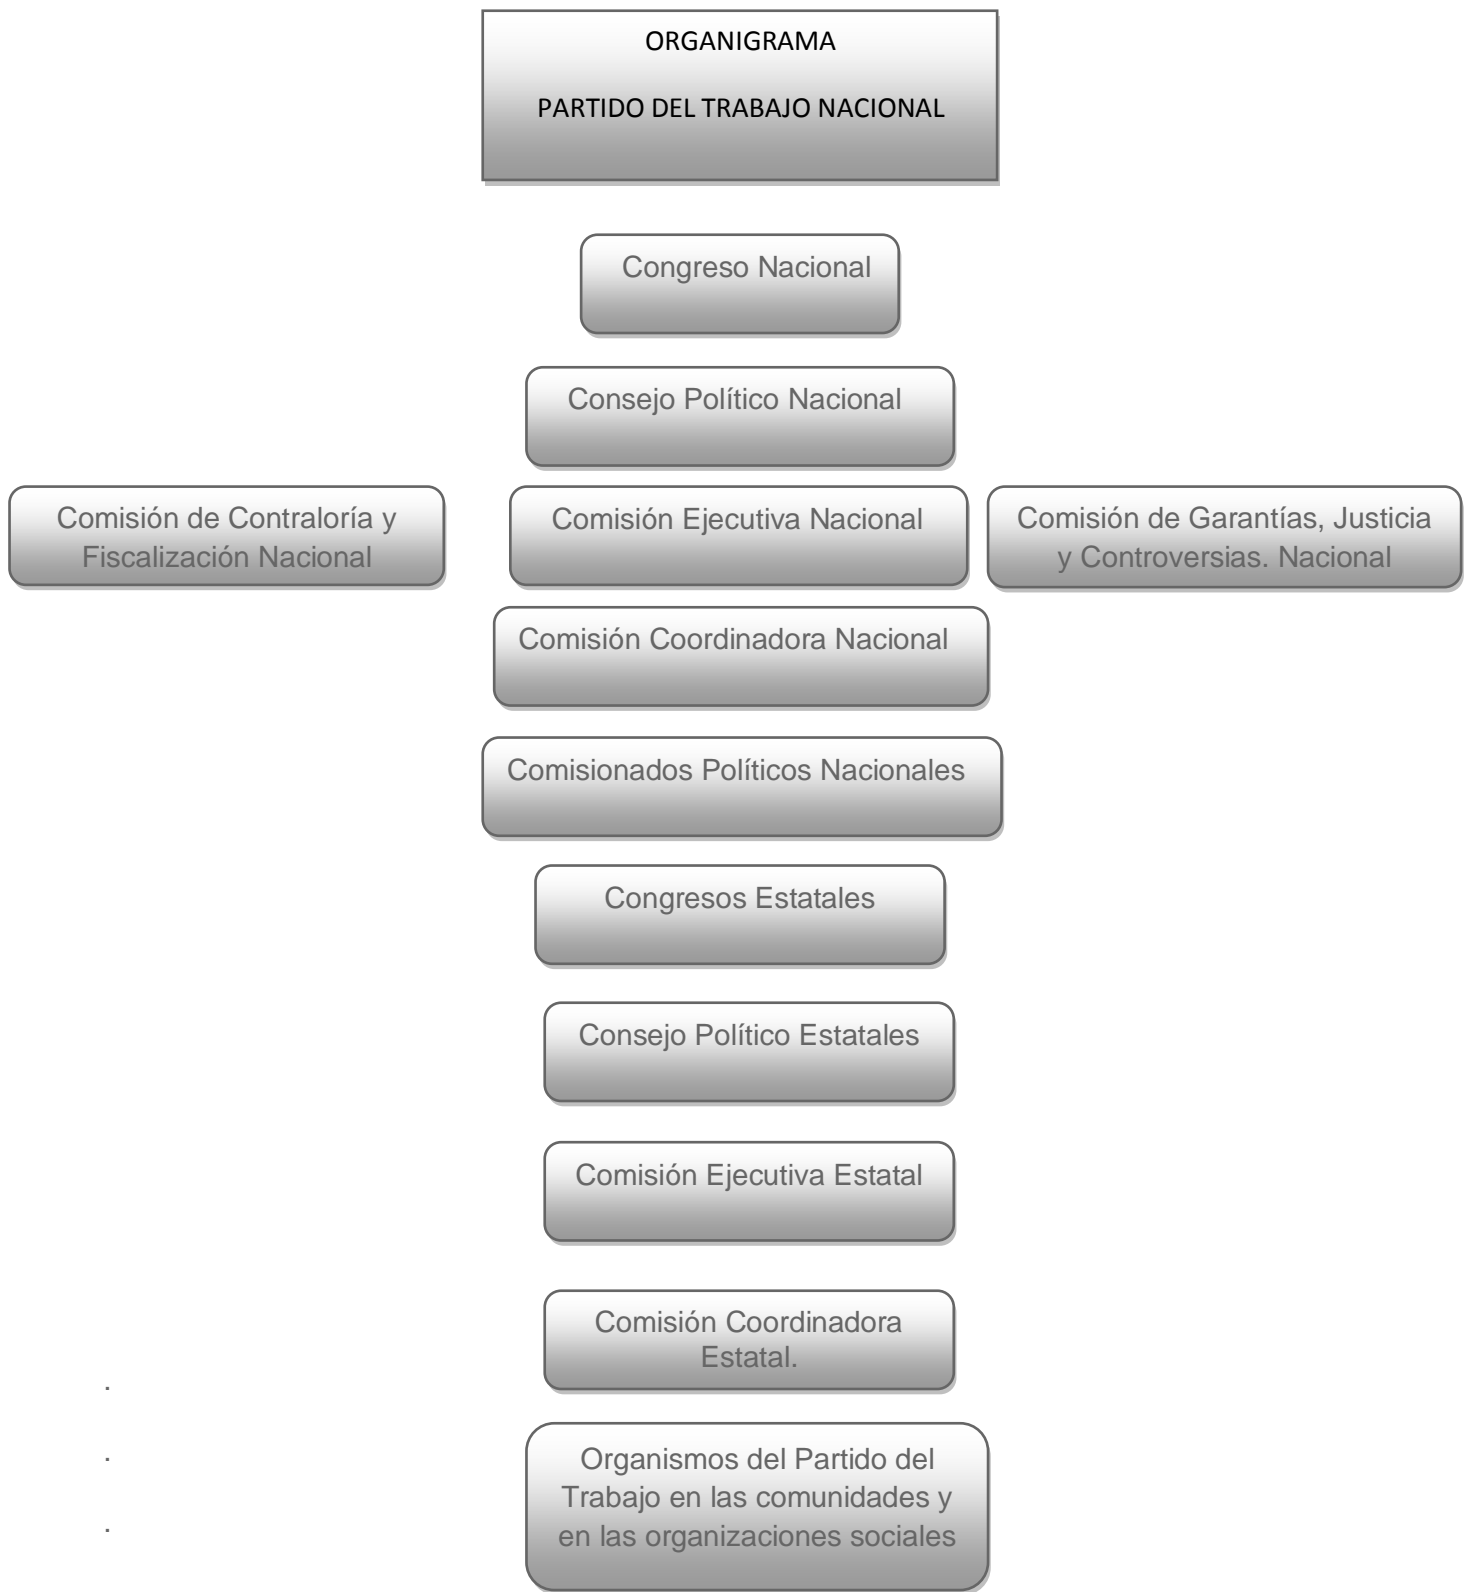 ORGANIGRAMA
PARTIDO DEL TRABAJO NACIONAL
Congreso Nacional
Consejo Político Nacional
Comisión de Contraloría y
Fiscalización Nacional
Comisión Ejecutiva Nacional
Comisión de Garantías, Justicia
y Controversias. Nacional
Comisión Coordinadora Nacional
Comisionados Políticos Nacionales
Congresos Estatales
Consejo Político Estatales
Comisión Ejecutiva Estatal
Comisión Coordinadora
Estatal.
.
.
.
Organismos del Partido del
Trabajo en las comunidades y
en las organizaciones sociales